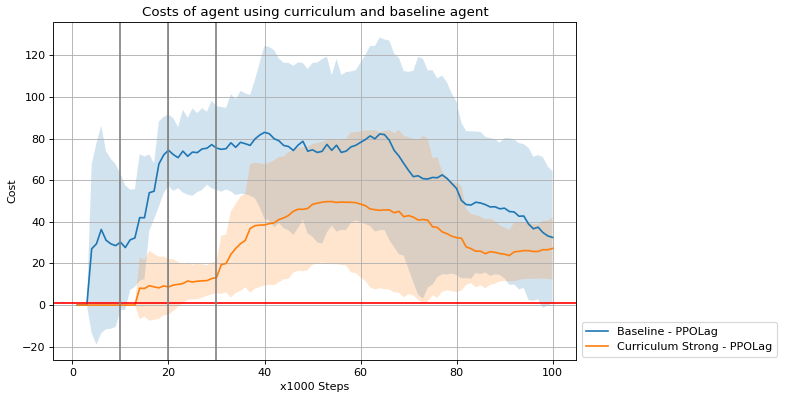 Costs of agent using curriculum and baseline agent
Cost
120
100
80
60
40
20
0
−20
0 20 40 60 80 100
x1000 Steps
Baseline - PPOLag
Curriculum Strong - PPOLag